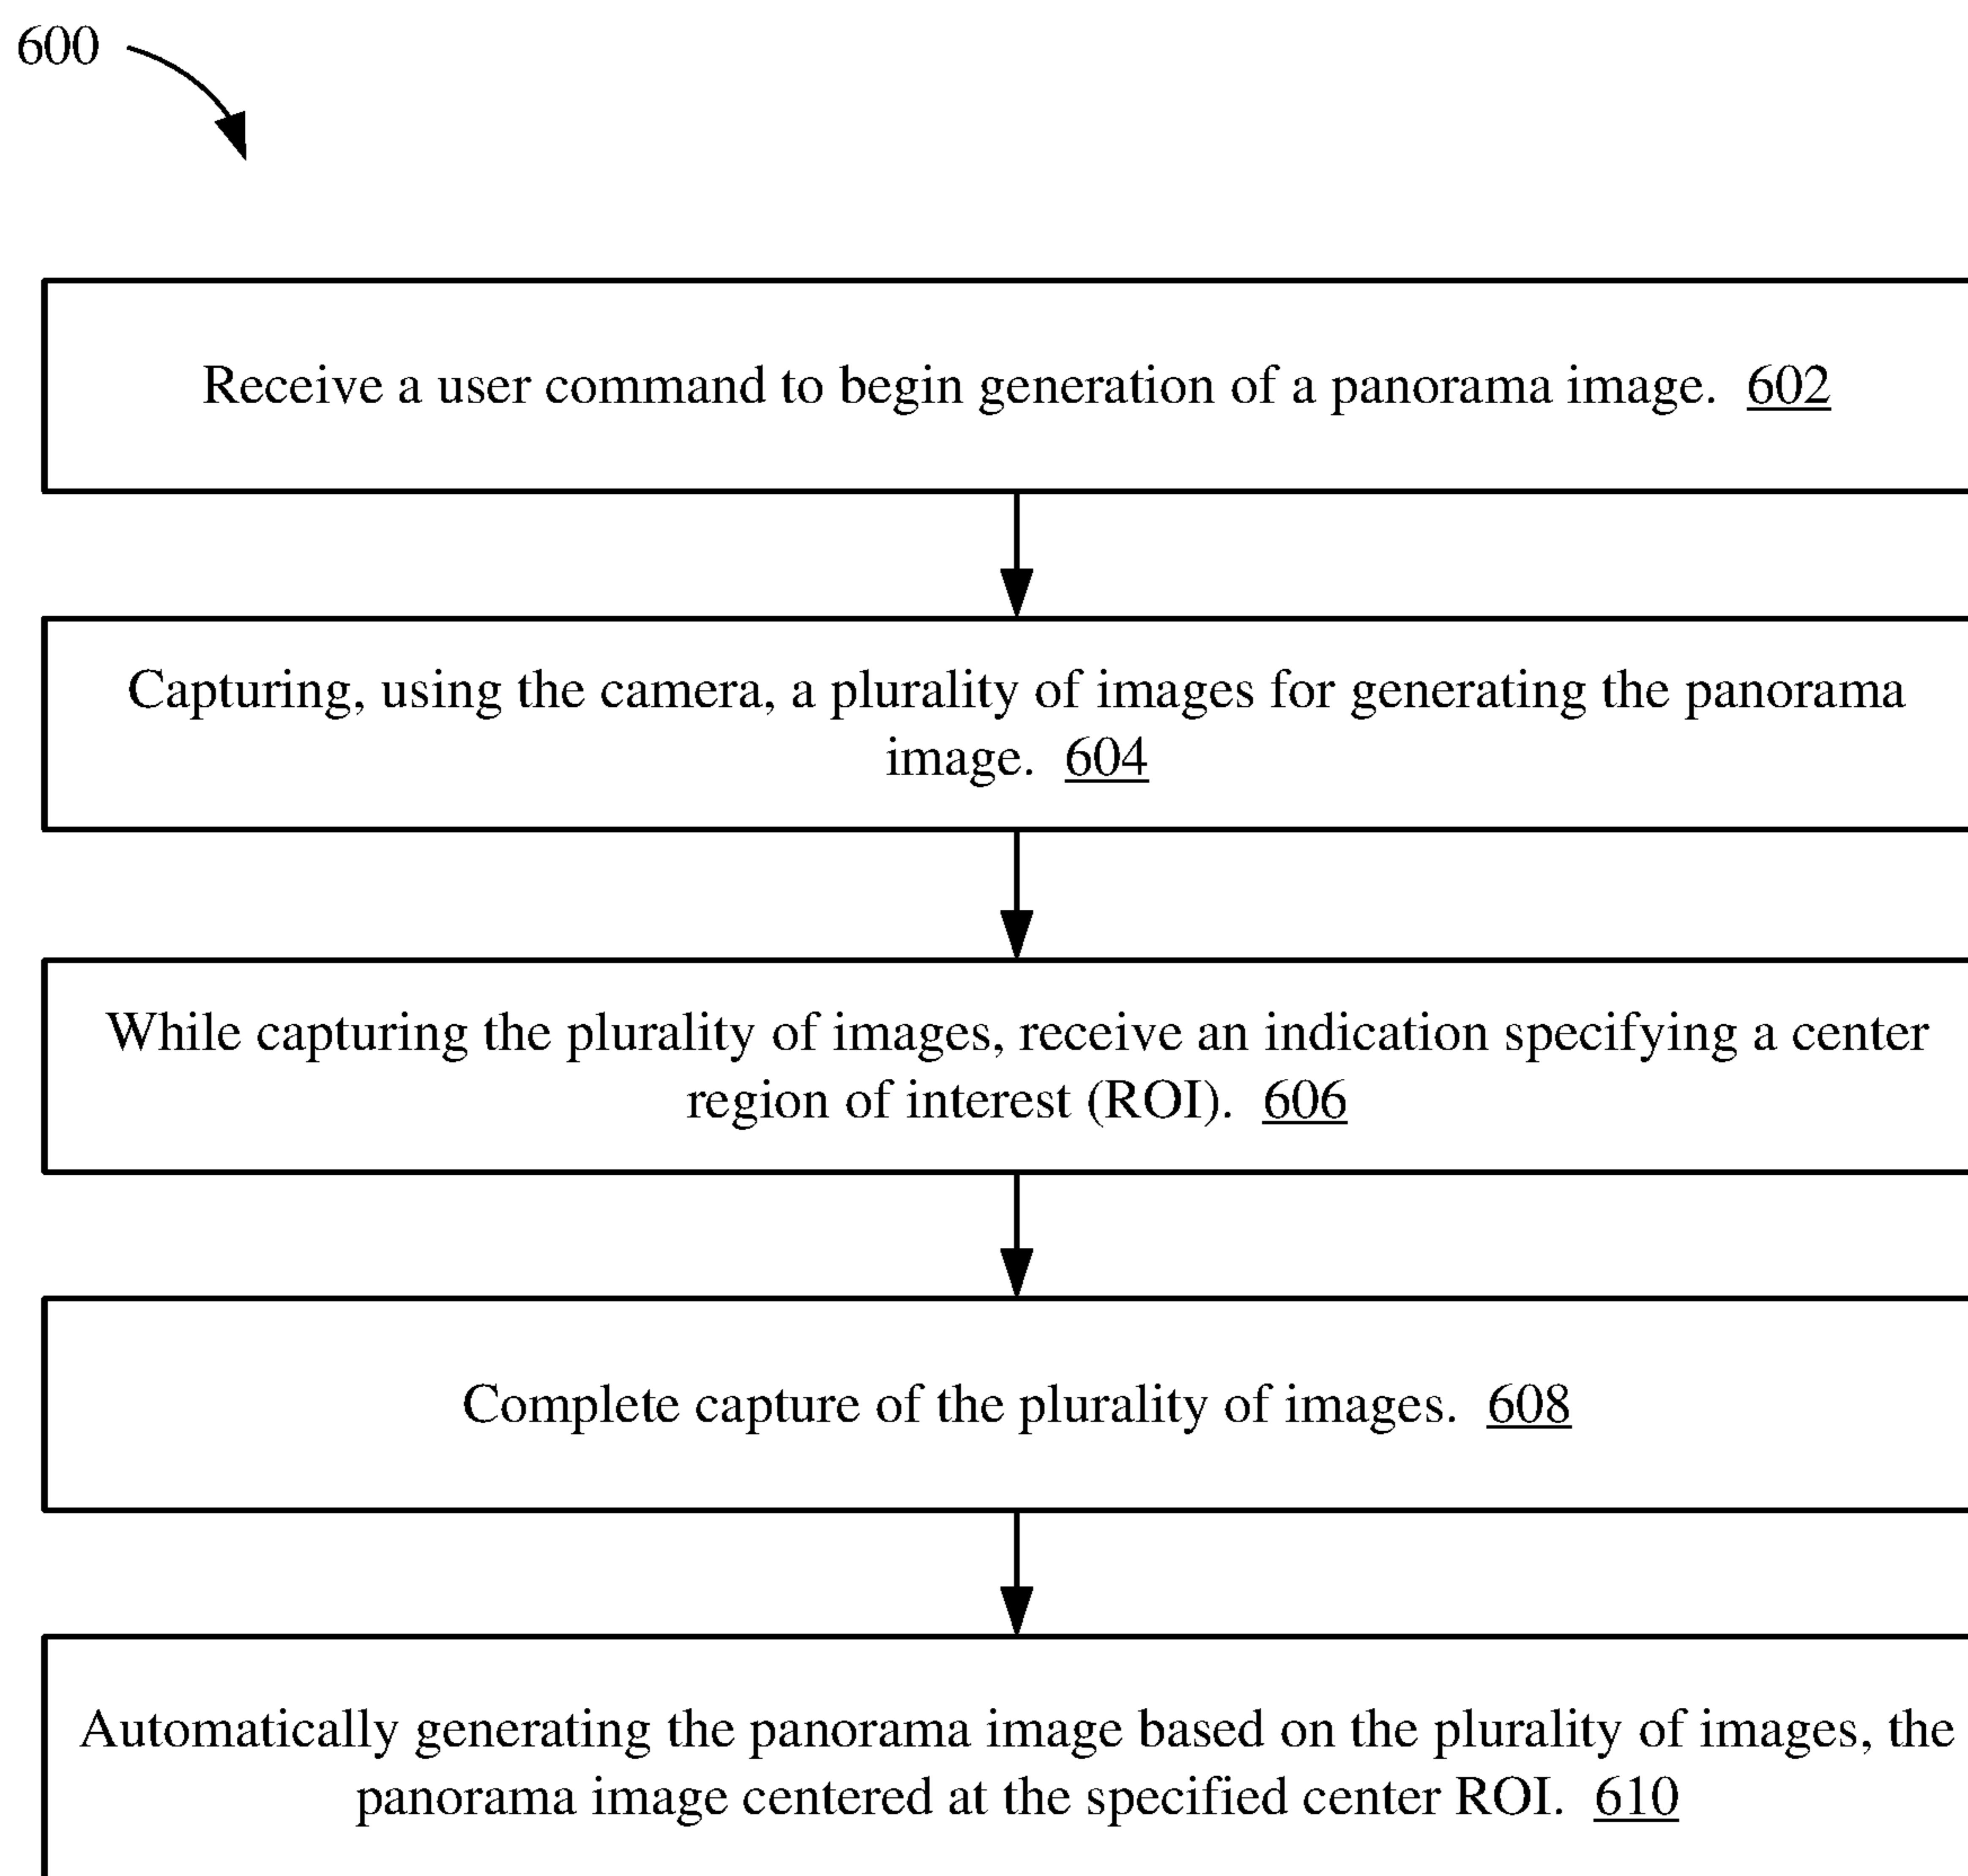 600
Receive a user command to begin generation of a panorama image. 602
Capturing, using the camera, a plurality of images for generating the panorama
image. 604
While capturing the plurality of images, receive an indication specifying a center
region of interest (ROI). 606
Complete capture of the plurality of images. 608
Automatically generating the panorama image based on the plurality of images, the
panorama image centered at the specified center ROI. 610